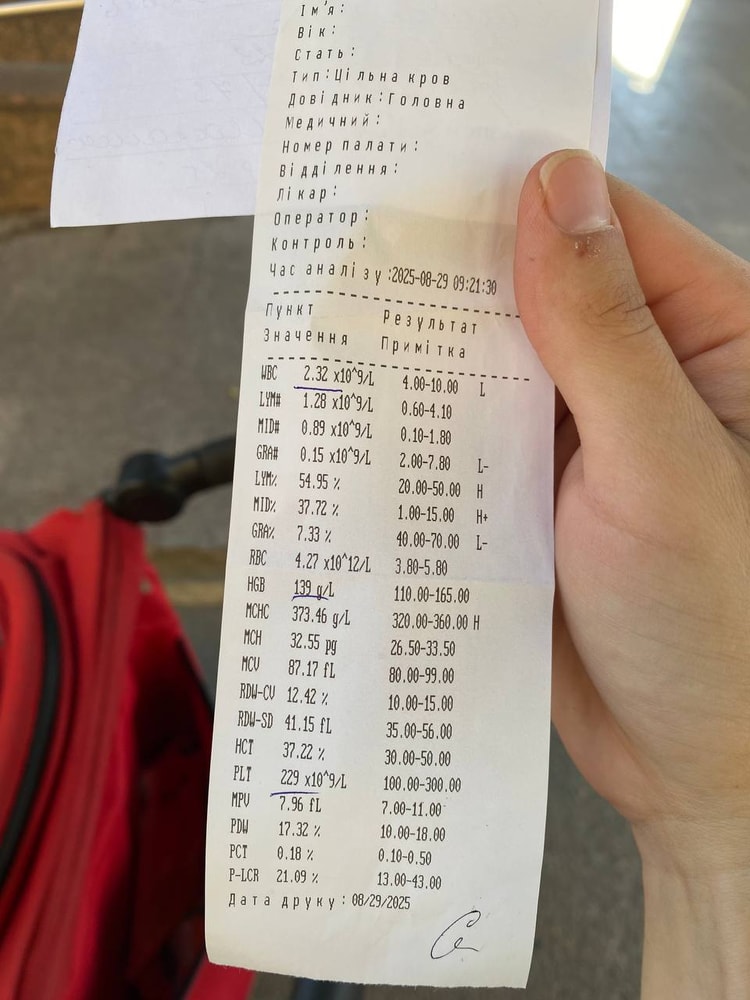 Ім'я:
Вік:
Стать:
Тип:Цільна кров
Довідник:Головна
Медичний:
Номер палати:
Відділення:
Лікар:
Оператор:
Контроль:
Час аналізу:2025-08-29 09:21:30
Пункт Результат
Значення Примітка
WBC 2.32 x10^9/L 4.00-10.00 L
LYM# 1.28 x10^9/L 0.60-4.10
MID# 0.89 x10^9/L 0.10-1.80
GRA# 0.15 x10^9/L 2.00-7.80 L-
LYM% 54.95 % 20.00-50.00 H
MID% 37.72 % 1.00-15.00 H+
GRA% 7.33 % 40.00-70.00 L-
RBC 4.27 x10^12/L 3.80-5.80
HGB 139 g/L 110.00-165.00
MCHC 373.46 g/L 320.00-360.00 H
MCH 32.55 pg 26.50-33.50
MCV 87.17 fL 80.00-99.00
RDW-CV 12.42 % 10.00-15.00
RDW-SD 41.15 fL 35.00-56.00
HCT 37.22 % 30.00-50.00
PLT 229 x10^9/L 100.00-300.00
MPV 7.96 fL 7.00-11.00
PDW 17.32 % 10.00-18.00
PCT 0.18 % 0.10-0.50
P-LCR 21.09 % 13.00-43.00
Дата друку:08/29/2025